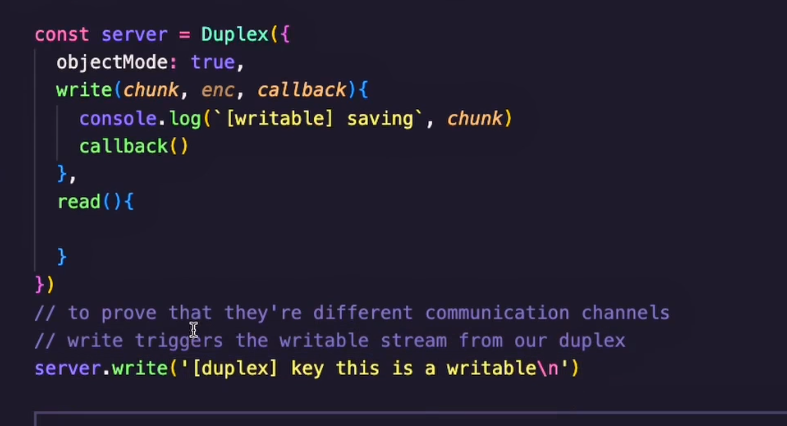 const server = Duplex({
objectMode: true,
write(chunk, enc, callback){
console.log(`[writable] saving`, chunk)
callback()
},
read(){
}
})
// to prove that they're different communication channels
// write triggers the writable stream from our duplex
server.write('[duplex] key this is a writable\n')